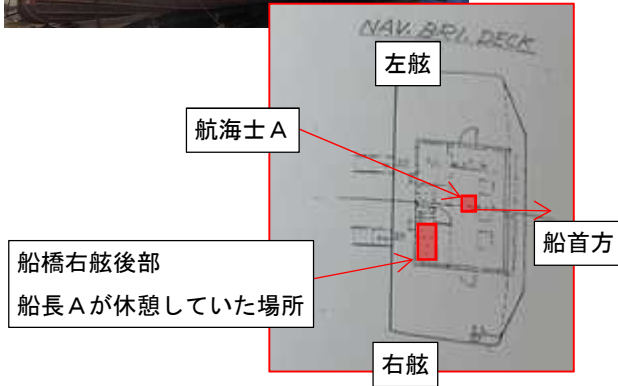 NAV. BRI. DECK
左舷
航海士A
船首方
船橋右舷後部
船長Aが休憩していた場所
右舷